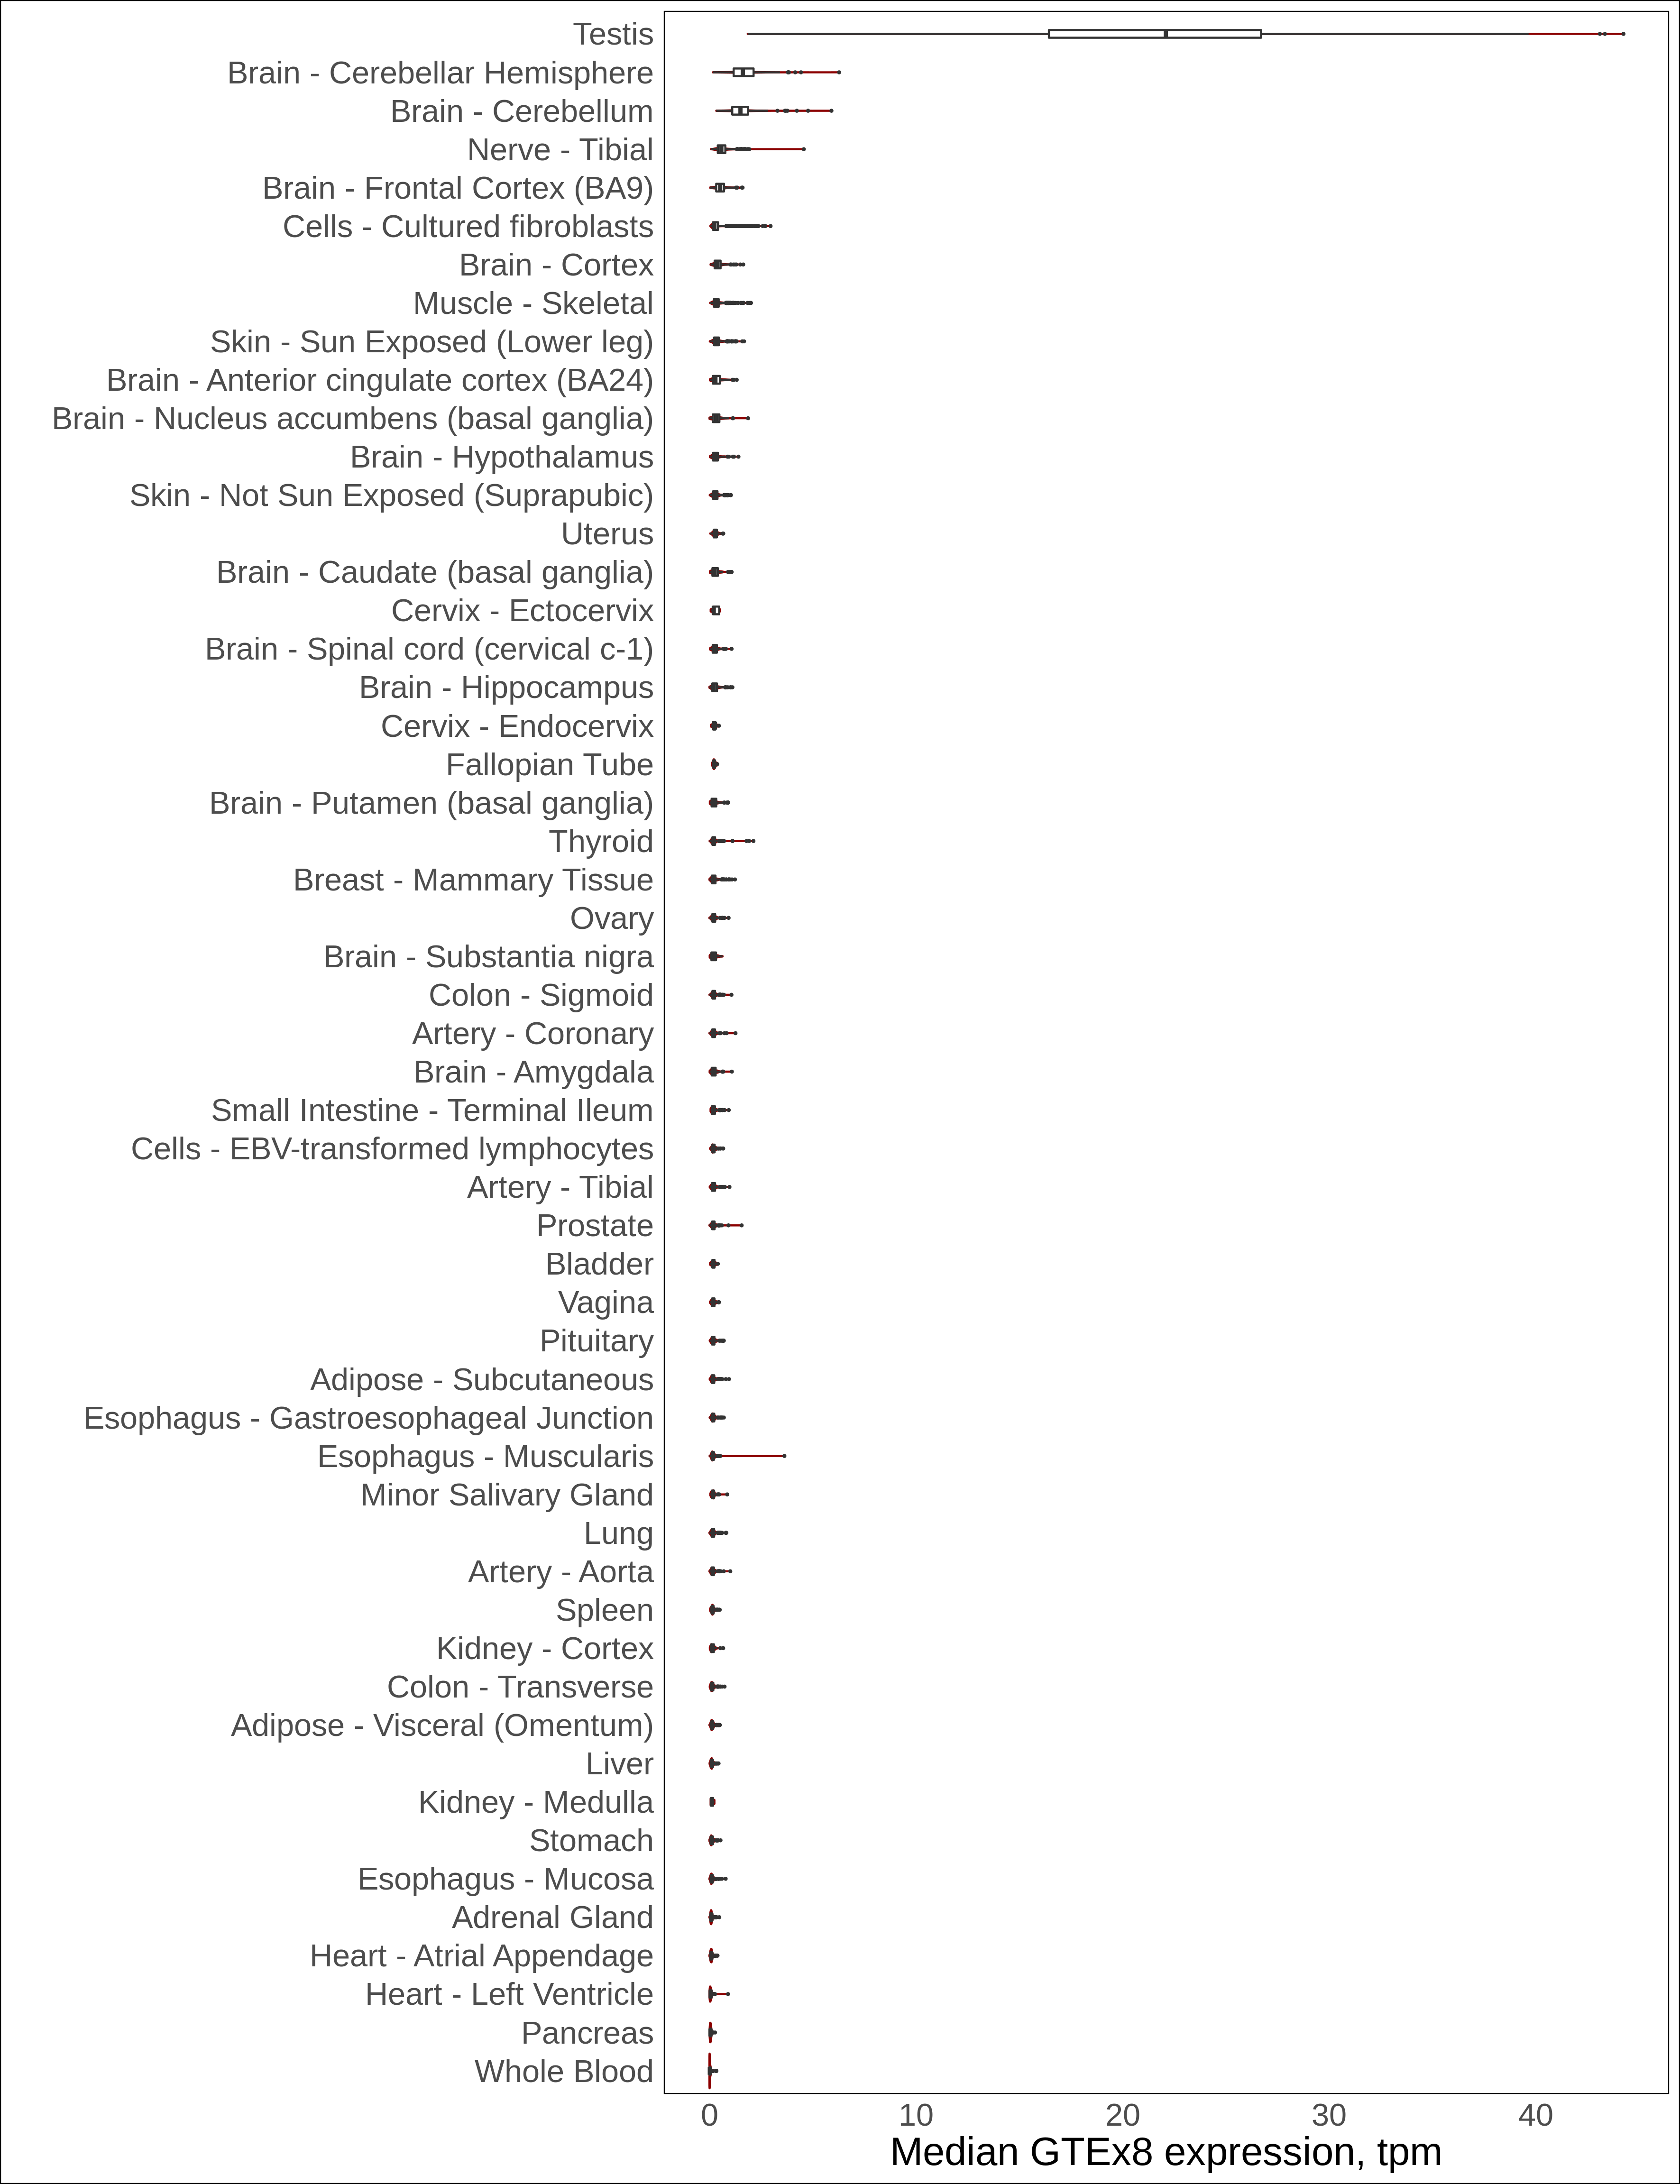 Testis
Brain - Cerebellar Hemisphere
Brain - Cerebellum
Nerve - Tibial
Brain - Frontal Cortex (BA9)
Cells - Cultured fibroblasts
Brain - Cortex
Muscle - Skeletal
Skin - Sun Exposed (Lower leg)
Brain - Anterior cingulate cortex (BA24)
Brain - Nucleus accumbens (basal ganglia)
Brain - Hypothalamus
Skin - Not Sun Exposed (Suprapubic)
Uterus
Brain - Caudate (basal ganglia)
Cervix - Ectocervix
Brain - Spinal cord (cervical c-1)
Brain - Hippocampus
Cervix - Endocervix
Fallopian Tube
Brain - Putamen (basal ganglia)
Thyroid
Breast - Mammary Tissue
Ovary
Brain - Substantia nigra
Colon - Sigmoid
Artery - Coronary
Brain - Amygdala
Small Intestine - Terminal Ileum
Cells - EBV-transformed lymphocytes
Artery - Tibial
Prostate
Bladder
Vagina
Pituitary
Adipose - Subcutaneous
Esophagus - Gastroesophageal Junction
Esophagus - Muscularis
Minor Salivary Gland
Lung
Artery - Aorta
Spleen
Kidney - Cortex
Colon - Transverse
Adipose - Visceral (Omentum)
Liver
Kidney - Medulla
Stomach
Esophagus - Mucosa
Adrenal Gland
Heart - Atrial Appendage
Heart - Left Ventricle
Pancreas
Whole Blood
0 10 20 30 40
Median GTEx8 expression, tpm